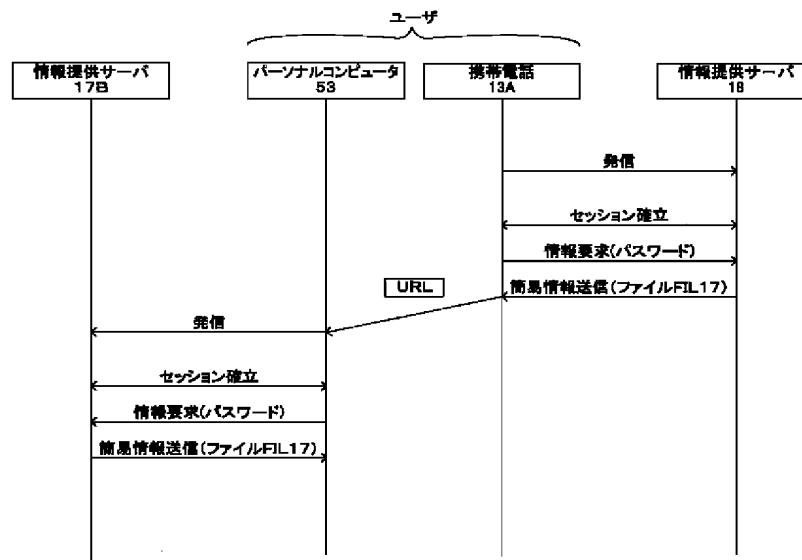 ユーザ
情報提供サーバ
17B
パーソナルコンピュータ
53
携帯電話
13A
情報提供サーバ
18
発信
セッション確立
情報要求(パスワード)
簡易情報送信(ファイルFIL17)
URL
発信
セッション確立
情報要求(パスワード)
簡易情報送信(ファイルFIL17)